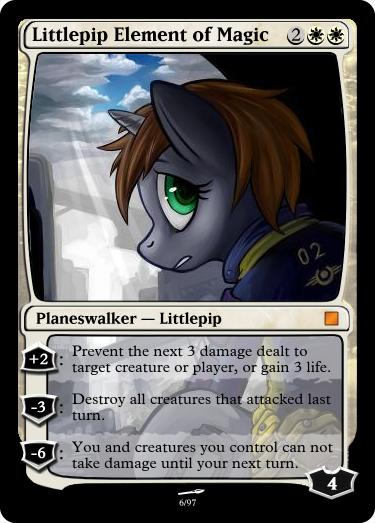 Littlepip Element of Magic 2
02
Planeswalker — Littlepip
+2: Prevent the next 3 damage dealt to
target creature or player, or gain 3 life.
-3: Destroy all creatures that attacked last
turn.
-6: You and creatures you control can not
take damage until your next turn.
4
6/97